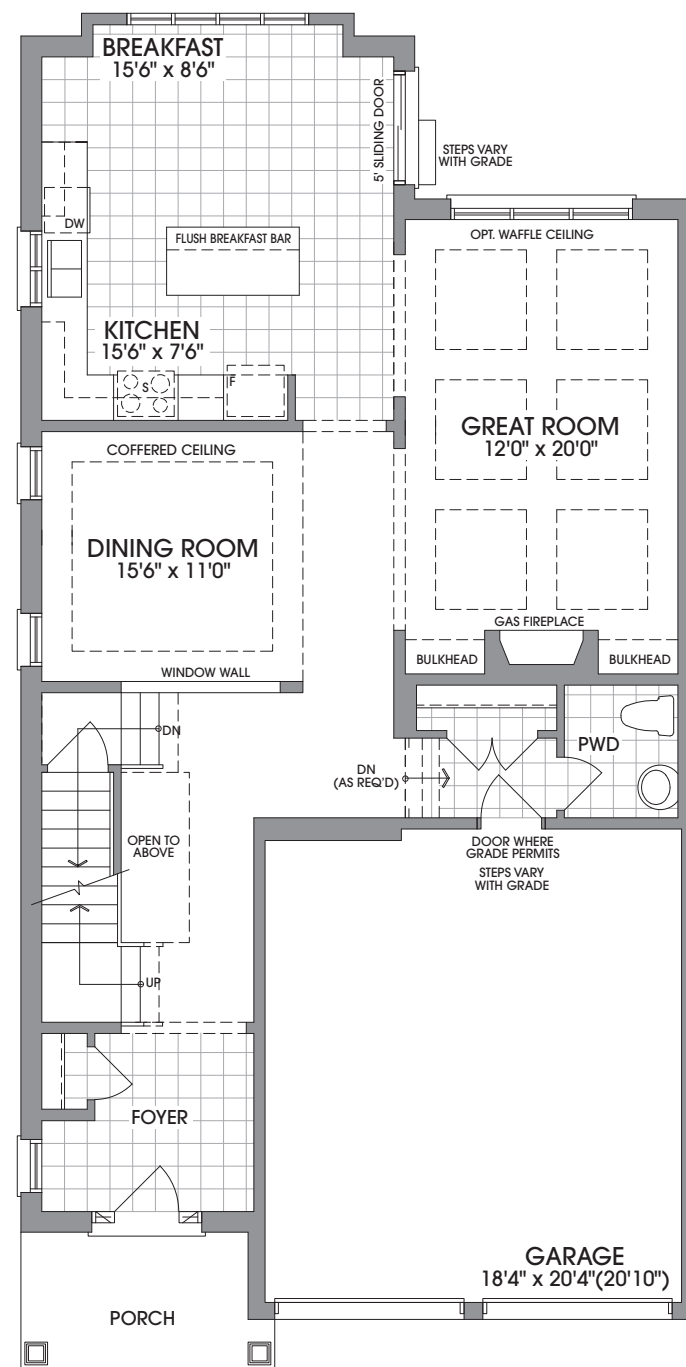 BREAKFAST
15'6" x 8'6"
5' SLIDING DOOR
STEPS VARY
WITH GRADE
DW
FLUSH BREAKFAST BAR
OPT. WAFFLE CEILING
KITCHEN
15'6" x 7'6"
S
F
GREAT ROOM
12'0" x 20'0"
COFFERED CEILING
DINING ROOM
15'6" x 11'0"
GAS FIREPLACE
BULKHEAD
BULKHEAD
WINDOW WALL
DN
PWD
DN
(AS REQ'D)
OPEN TO
ABOVE
DOOR WHERE
GRADE PERMITS
STEPS VARY
WITH GRADE
UP
FOYER
GARAGE
18'4" x 20'4"(20'10")
PORCH